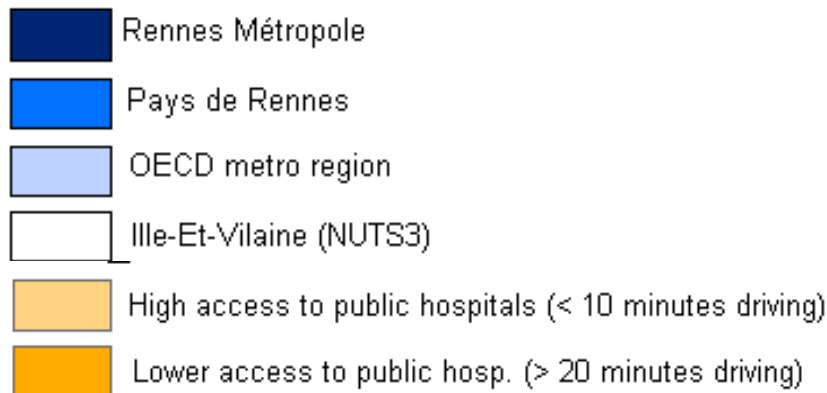 Rennes Métropole
Pays de Rennes
OECD metro region
Ille-Et-Vilaine (NUTS3)
High access to public hospitals (< 10 minutes driving)
Lower access to public hosp. (> 20 minutes driving)